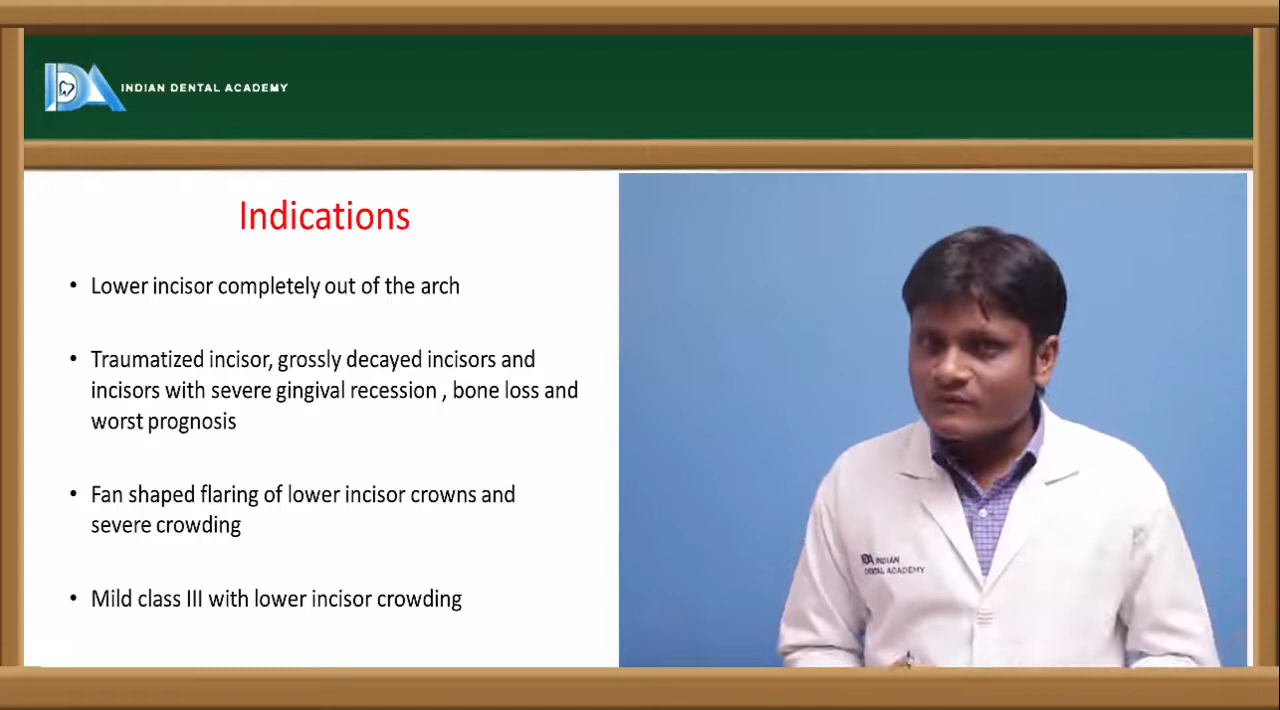 INDIAN DENTAL ACADEMY
Indications
• Lower incisor completely out of the arch
• Traumatized incisor, grossly decayed incisors and
incisors with severe gingival recession , bone loss and
worst prognosis
• Fan shaped flaring of lower incisor crowns and
severe crowding
• Mild class III with lower incisor crowding
IDA INDIAN
DENTAL ACADEMY